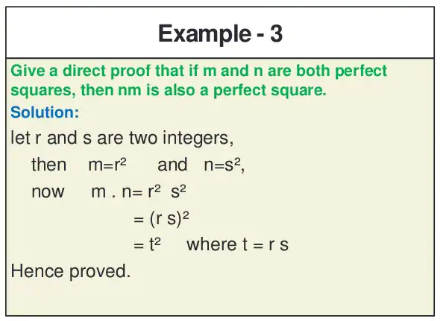 Example - 3
Give a direct proof that if m and n are both perfect
squares, then nm is also a perfect square.
Solution:
let r and s are two integers,
then m=r² and n=s²,
now m . n= r² s²
= (r s)²
= t² where t = r s
Hence proved.